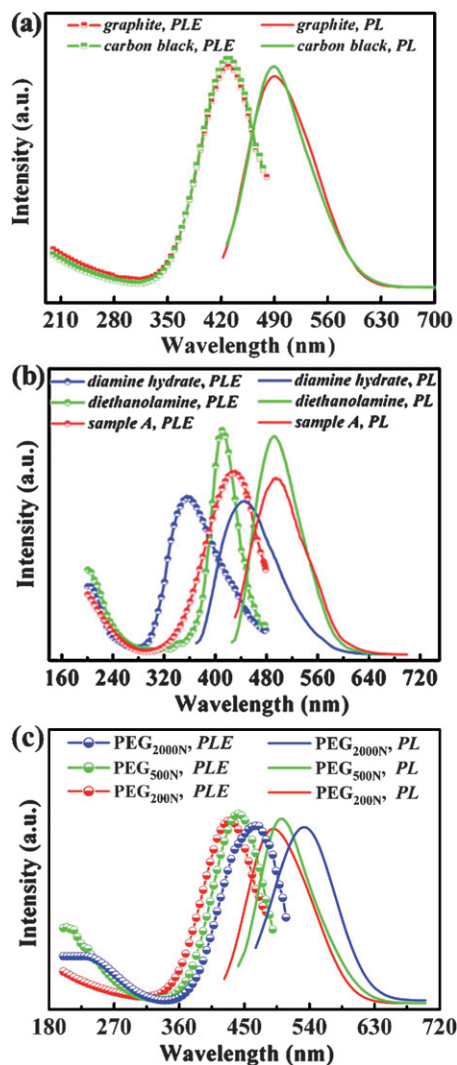 (a)
graphite, PLE graphite, PL
carbon black, PLE carbon black, PL
Intensity (a.u.)
210 280 350 420 490 560 630 700
Wavelength (nm)
(b)
diamine hydrate, PLE diamine hydrate, PL
diethanolamine, PLE diethanolamine, PL
sample A, PLE sample A, PL
Intensity (a.u.)
160 240 320 400 480 560 640 720
Wavelength (nm)
(c)
PEG2000N, PLE PEG2000N, PL
PEG500N, PLE PEG500N, PL
PEG200N, PLE PEG200N, PL
Intensity (a.u.)
180 270 360 450 540 630 720
Wavelength (nm)